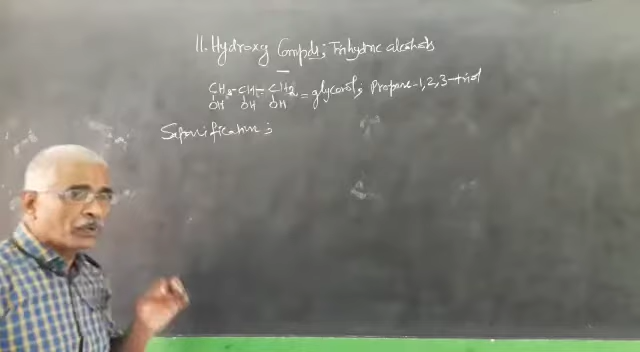 11. Hydroxy Compds; Trihydric alcohols
CH2-CH-CH2 = glycerol; Propane-1,2,3-triol
OH OH OH
Saponification;